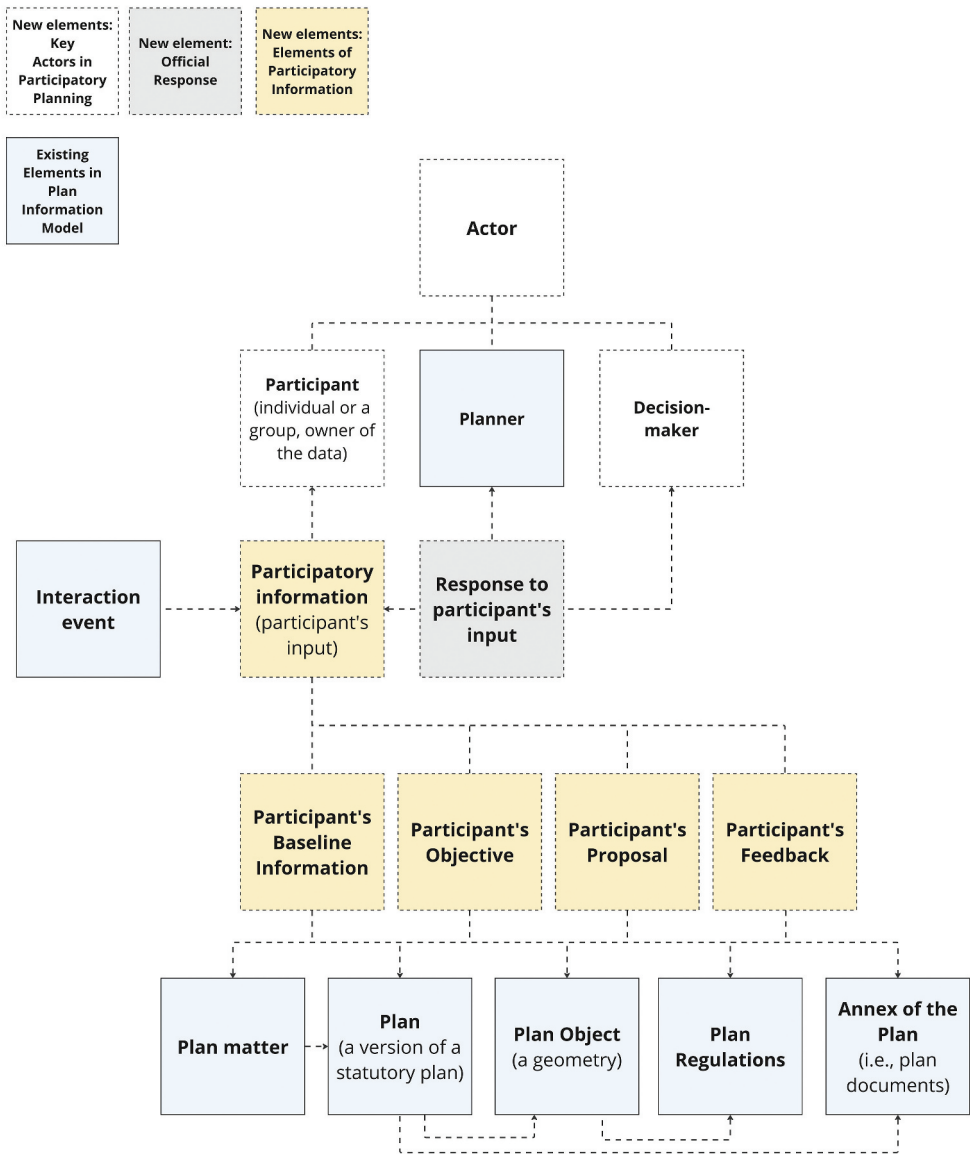 New elements:
Key
Actors in
Participatory
Planning
New element:
Official
Response
New elements:
Elements of
Participatory
Information
Existing
Elements in
Plan
Information
Model
Actor
Participant
(individual or a
group, owner of
the data)
Planner
Decision-
maker
Interaction
event
Participatory
information
(participant's
input)
Response to
participant's
input
Participant's
Baseline
Information
Participant's
Objective
Participant's
Proposal
Participant's
Feedback
Plan matter
Plan
(a version of a
statutory plan)
Plan Object
(a geometry)
Plan
Regulations
Annex of the
Plan
(i.e., plan
documents)